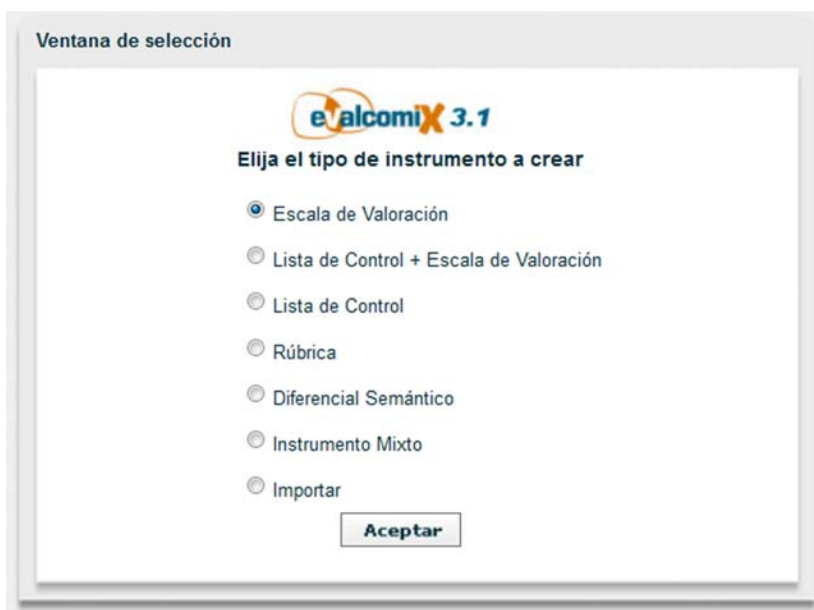 Ventana de selección
evalcomiX 3.1
Elija el tipo de instrumento a crear
Escala de Valoración
Lista de Control + Escala de Valoración
Lista de Control
Rúbrica
Diferencial Semántico
Instrumento Mixto
Importar
Aceptar